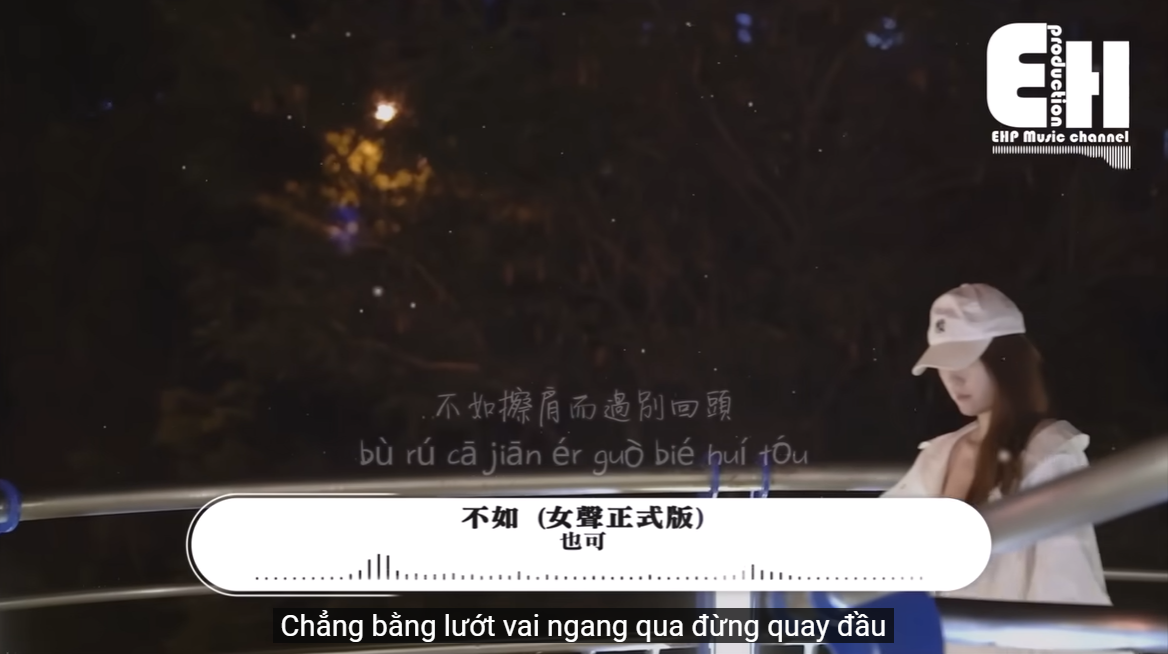 EH
production
EHP Music channel
不如擦肩而過別回頭
bù rú cā jiān ér guò bié huí tóu
不如 (女聲正式版)
也可
Chẳng bằng lướt vai ngang qua đừng quay đầu